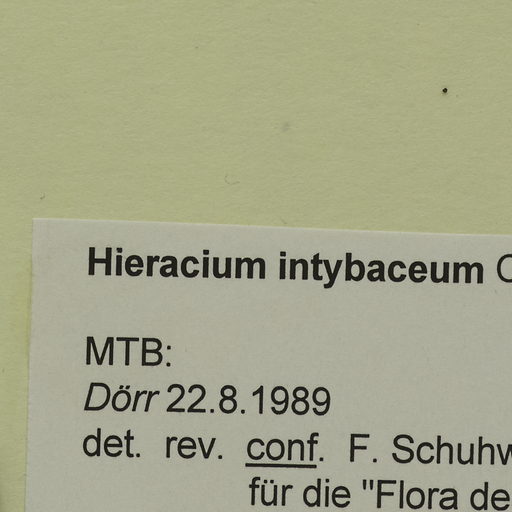 Hieracium intybaceum
MTB:
Dörr 22.8.1989
det. rev. conf. F.
für die "Flora